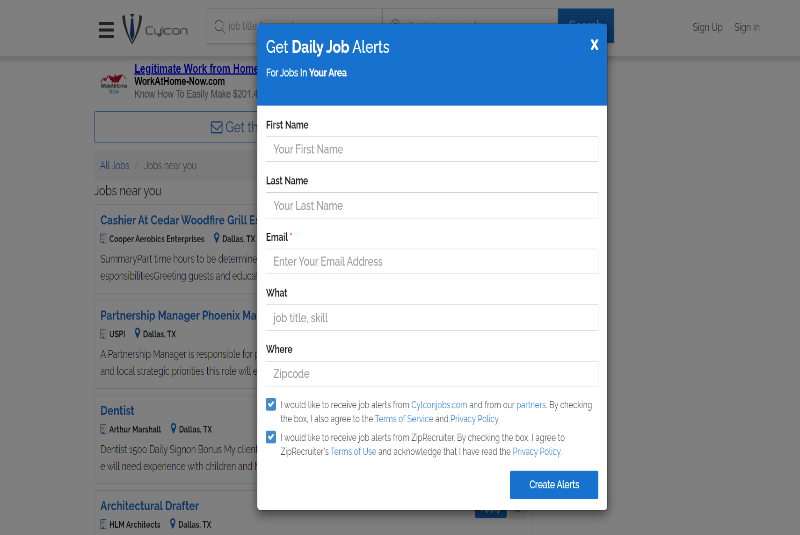 Cylcon
job title
Search
Sign Up
Sign In
Legitimate Work from Home
WorkAtHome-Now.com
Know How To Easily Make $201.4
WorkAtHome
Now
Get th
All Jobs / Jobs near you
Jobs near you
Cashier At Cedar Woodfire Grill Es
Cooper Aerobics Enterprises Dallas, TX
SummaryPart time hours to be determine
esponsibilitiesGreeting guests and educat
Partnership Manager Phoenix Ma
USPI Dallas, TX
A Partnership Manager is responsible for p
and local strategic priorities this role will e
Dentist
Arthur Marshall Dallas, TX
Dentist 1500 Daily Signon Bonus My client
e will need experience with children and
Architectural Drafter
HLM Architects Dallas, TX
Get Daily Job Alerts
X
For Jobs In Your Area
First Name
Your First Name
Last Name
Your Last Name
Email *
Enter Your Email Address
What
job title, skill
Where
Zipcode
I would like to receive job alerts from Cylconjobs.com and from our partners. By checking
the box, I also agree to the Terms of Service and Privacy Policy
I would like to receive job alerts from ZipRecruiter. By checking the box, I agree to
ZipRecruiter's Terms of Use and acknowledge that I have read the Privacy Policy.
Create Alerts